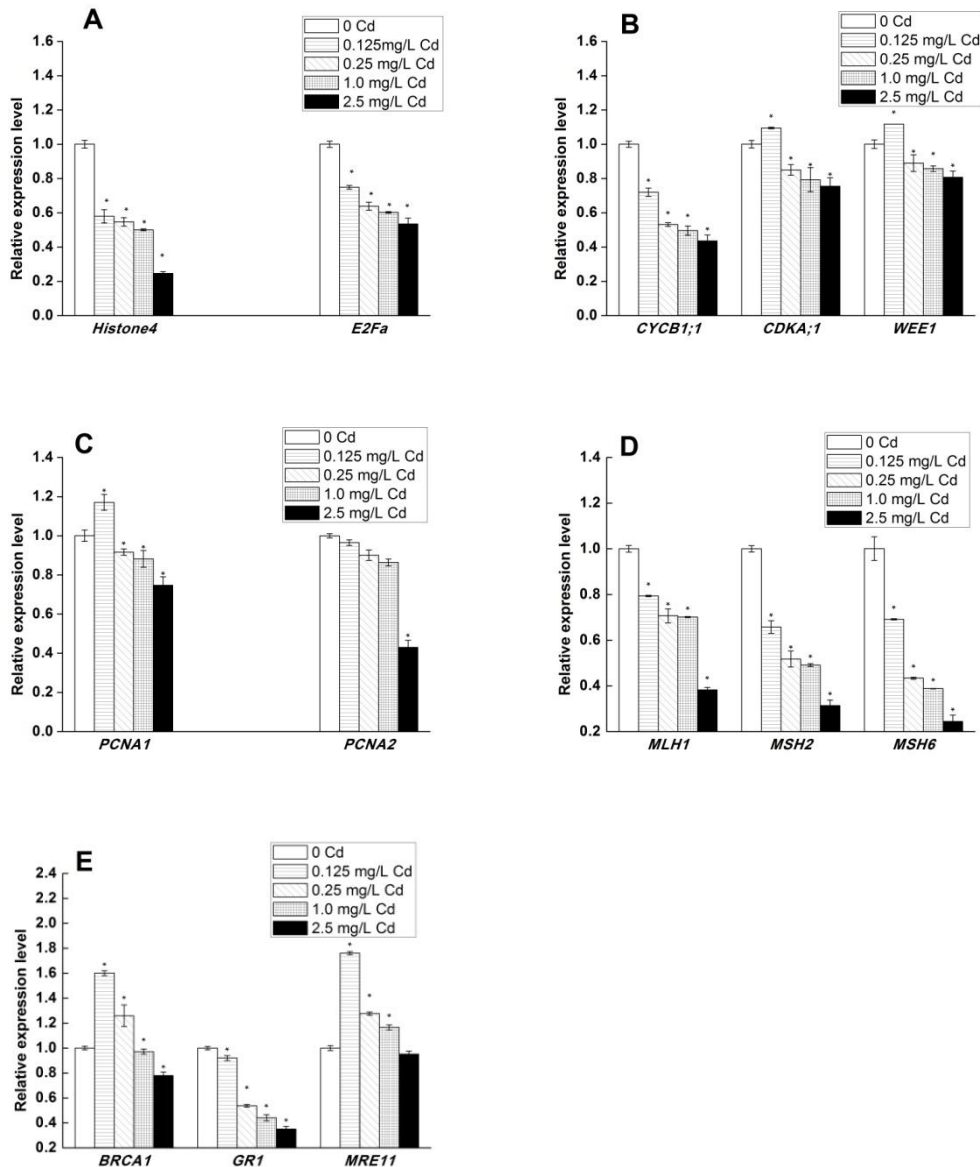 A
0 Cd
0.125mg/L Cd
0.25 mg/L Cd
1.0 mg/L Cd
2.5 mg/L Cd
Relative expression level
1.6
1.4
1.2
1.0
0.8
0.6
0.4
0.2
0.0
* * * *
* * * *
Histone4 E2Fa
B
0 Cd
0.125 mg/L Cd
0.25 mg/L Cd
1.0 mg/L Cd
2.5 mg/L Cd
Relative expression level
1.6
1.4
1.2
1.0
0.8
0.6
0.4
0.2
0.0
* * * *
* * * *
* * * *
CYCB1;1 CDKA;1 WEE1
C
0 Cd
0.125 mg/L Cd
0.25 mg/L Cd
1.0 mg/L Cd
2.5 mg/L Cd
Relative expression level
1.4
1.2
1.0
0.8
0.6
0.4
0.2
0.0
* * * *
*
PCNA1 PCNA2
D
0 Cd
0.125 mg/L Cd
0.25 mg/L Cd
1.0 mg/L Cd
2.5 mg/L Cd
Relative expression level
1.4
1.2
1.0
0.8
0.6
0.4
0.2
* * * *
* * * *
* * * *
MLH1 MSH2 MSH6
E
0 Cd
0.125 mg/L Cd
0.25 mg/L Cd
1.0 mg/L Cd
2.5 mg/L Cd
Relative expression level
2.4
2.2
2.0
1.8
1.6
1.4
1.2
1.0
0.8
0.6
0.4
0.2
* * * *
* * * *
* * *
BRCA1 GR1 MRE11